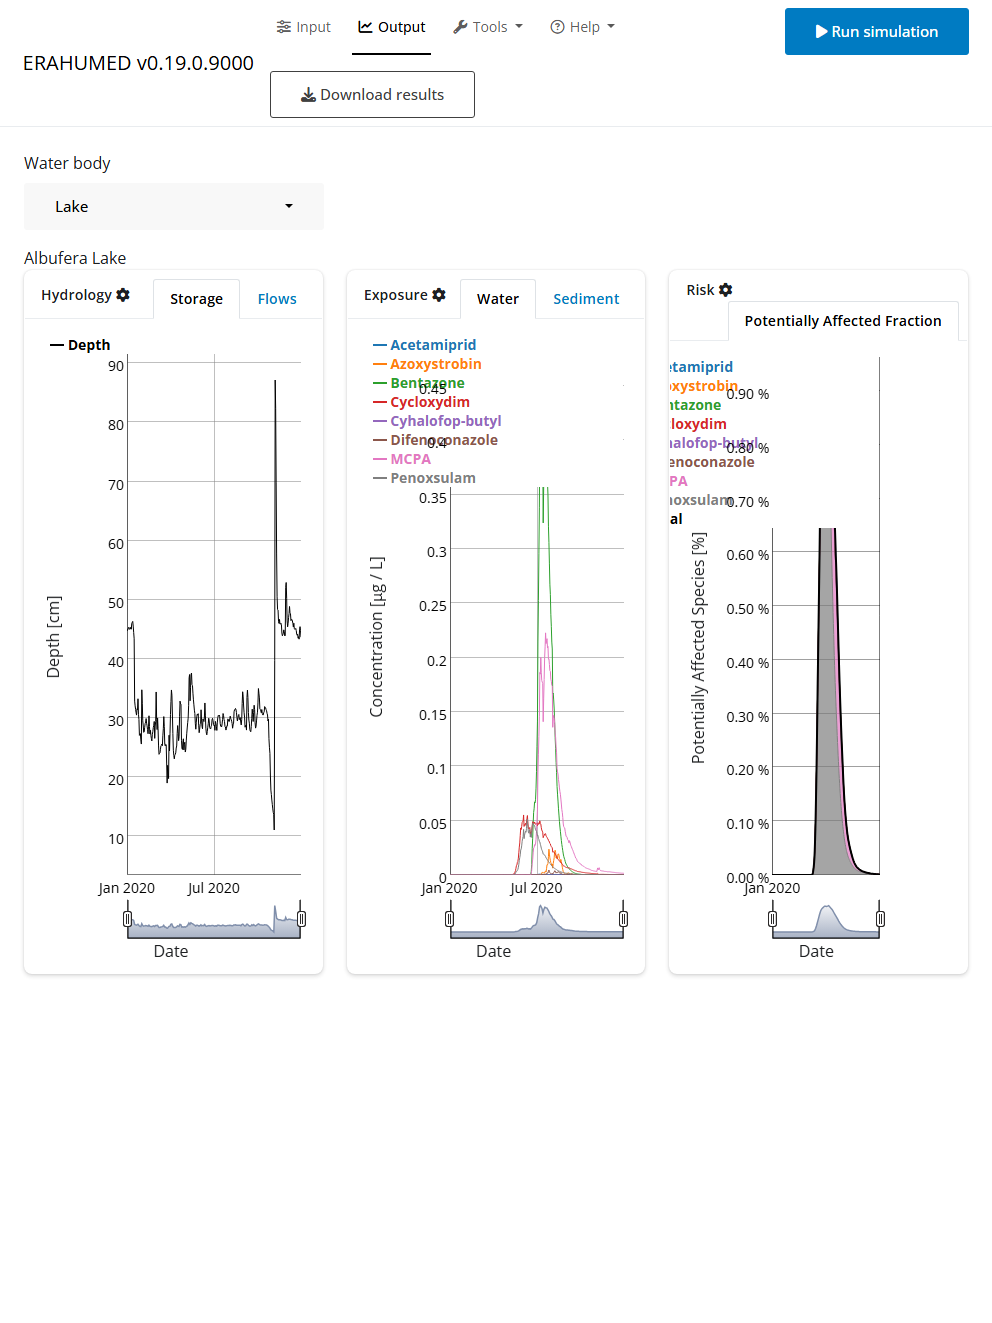 ERAHUMED v0.19.0.9000
Input
Output
Tools
Help
Run simulation
Download results
Water body
Lake
Albufera Lake
Hydrology
Storage
Flows
Depth
90
80
70
60
50
40
30
20
10
Depth [cm]
Jan 2020
Jul 2020
Date
Exposure
Water
Sediment
Acetamiprid
Azoxystrobin
Bentazone
Cycloxydim
Cyhalofop-butyl
Difenoconazole
MCPA
Penoxsulam
0.45
0.4
0.35
0.3
0.25
0.2
0.15
0.1
0.05
0
Concentration [µg / L]
Jan 2020
Jul 2020
Date
Risk
Potentially Affected Fraction
etamiprid
oxystrobin
ntazone
cloxydim
halofop-butyl
enoconazole
PA
noxsulam
al
0.90 %
0.80 %
0.70 %
0.60 %
0.50 %
0.40 %
0.30 %
0.20 %
0.10 %
0.00 %
Potentially Affected Species [%]
Jan 2020
Date